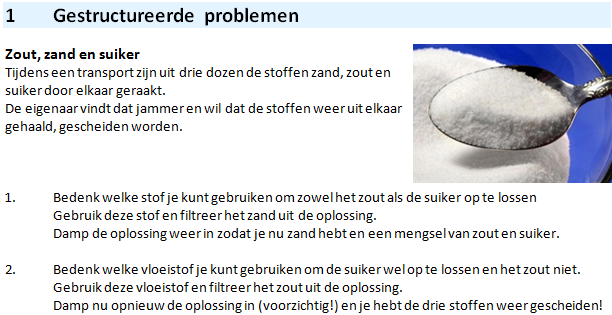 1 Gestructureerde problemen
Zout, zand en suiker
Tijdens een transport zijn uit drie dozen de stoffen zand, zout en
suiker door elkaar geraakt.
De eigenaar vindt dat jammer en wil dat de stoffen weer uit elkaar
gehaald, gescheiden worden.
1. Bedenk welke stof je kunt gebruiken om zowel het zout als de suiker op te lossen
Gebruik deze stof en filtreer het zand uit de oplossing.
Damp de oplossing weer in zodat je nu zand hebt en een mengsel van zout en suiker.
2. Bedenk welke vloeistof je kunt gebruiken om de suiker wel op te lossen en het zout niet.
Gebruik deze vloeistof en filtreer het zout uit de oplossing.
Damp nu opnieuw de oplossing in (voorzichtig!) en je hebt de drie stoffen weer gescheiden!